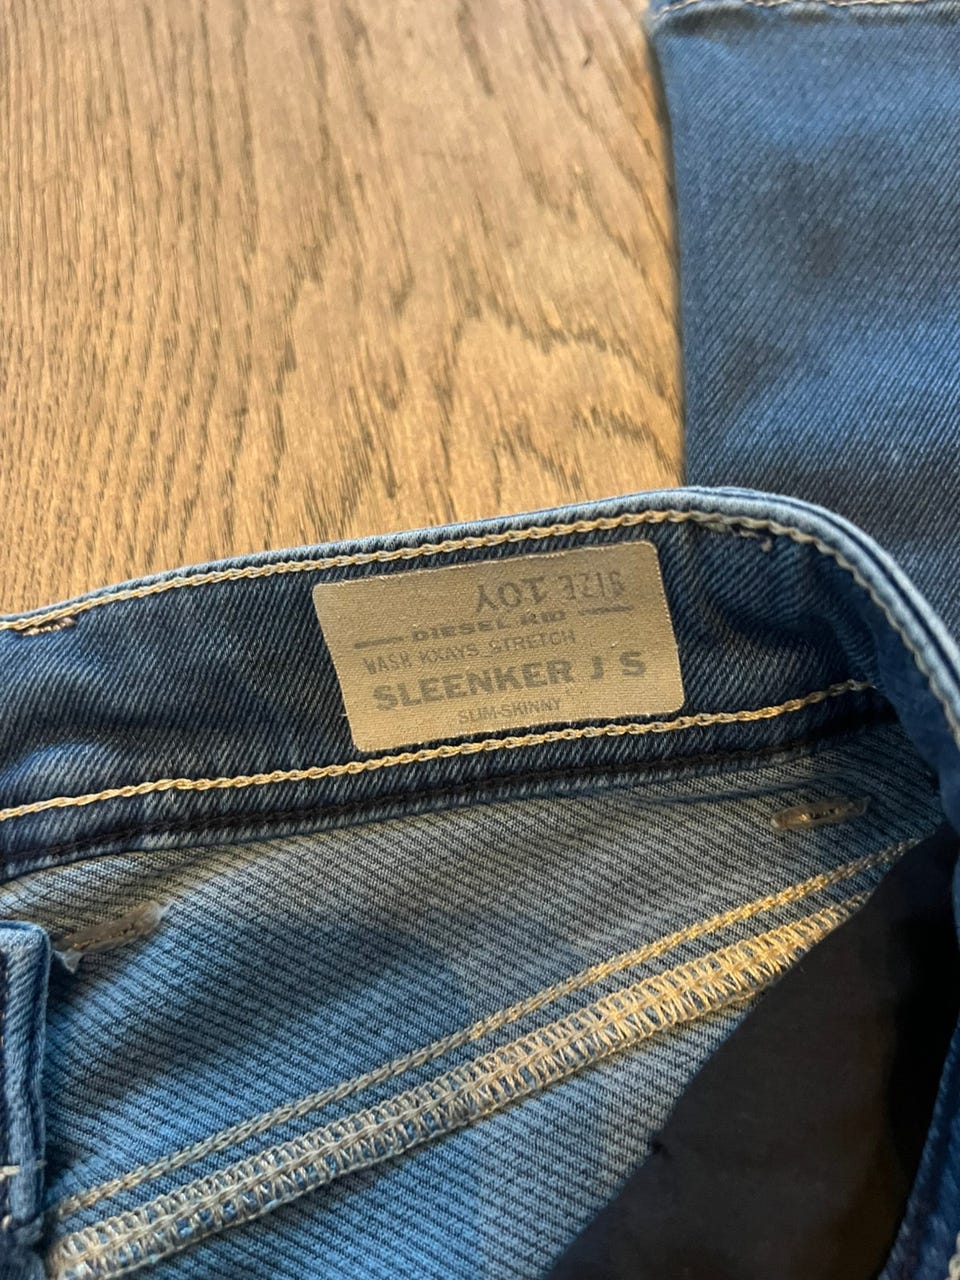 SIZE 10Y
DIESEL KID
WASH KXAYS STRETCH
SLEENKER J S
SLIM-SKINNY